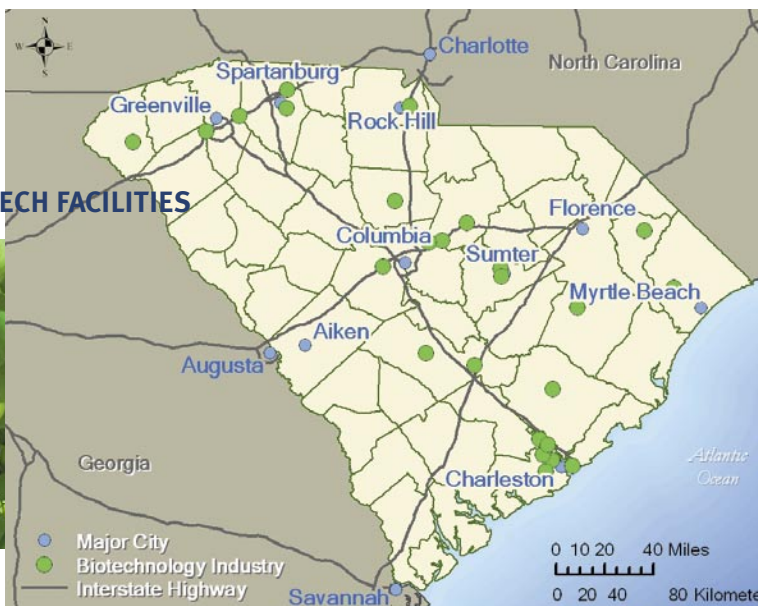 N
W E
S
Charlotte
North Carolina
Spartanburg
Greenville
Rock Hill
ECH FACILITIES
Florence
Columbia
Sumter
Myrtle Beach
Aiken
Augusta
Georgia
Charleston
Atlantic
Ocean
Major City
Biotechnology Industry
Interstate Highway
Savannah
0 10 20 40 Miles
0 20 40 80 Kilomete